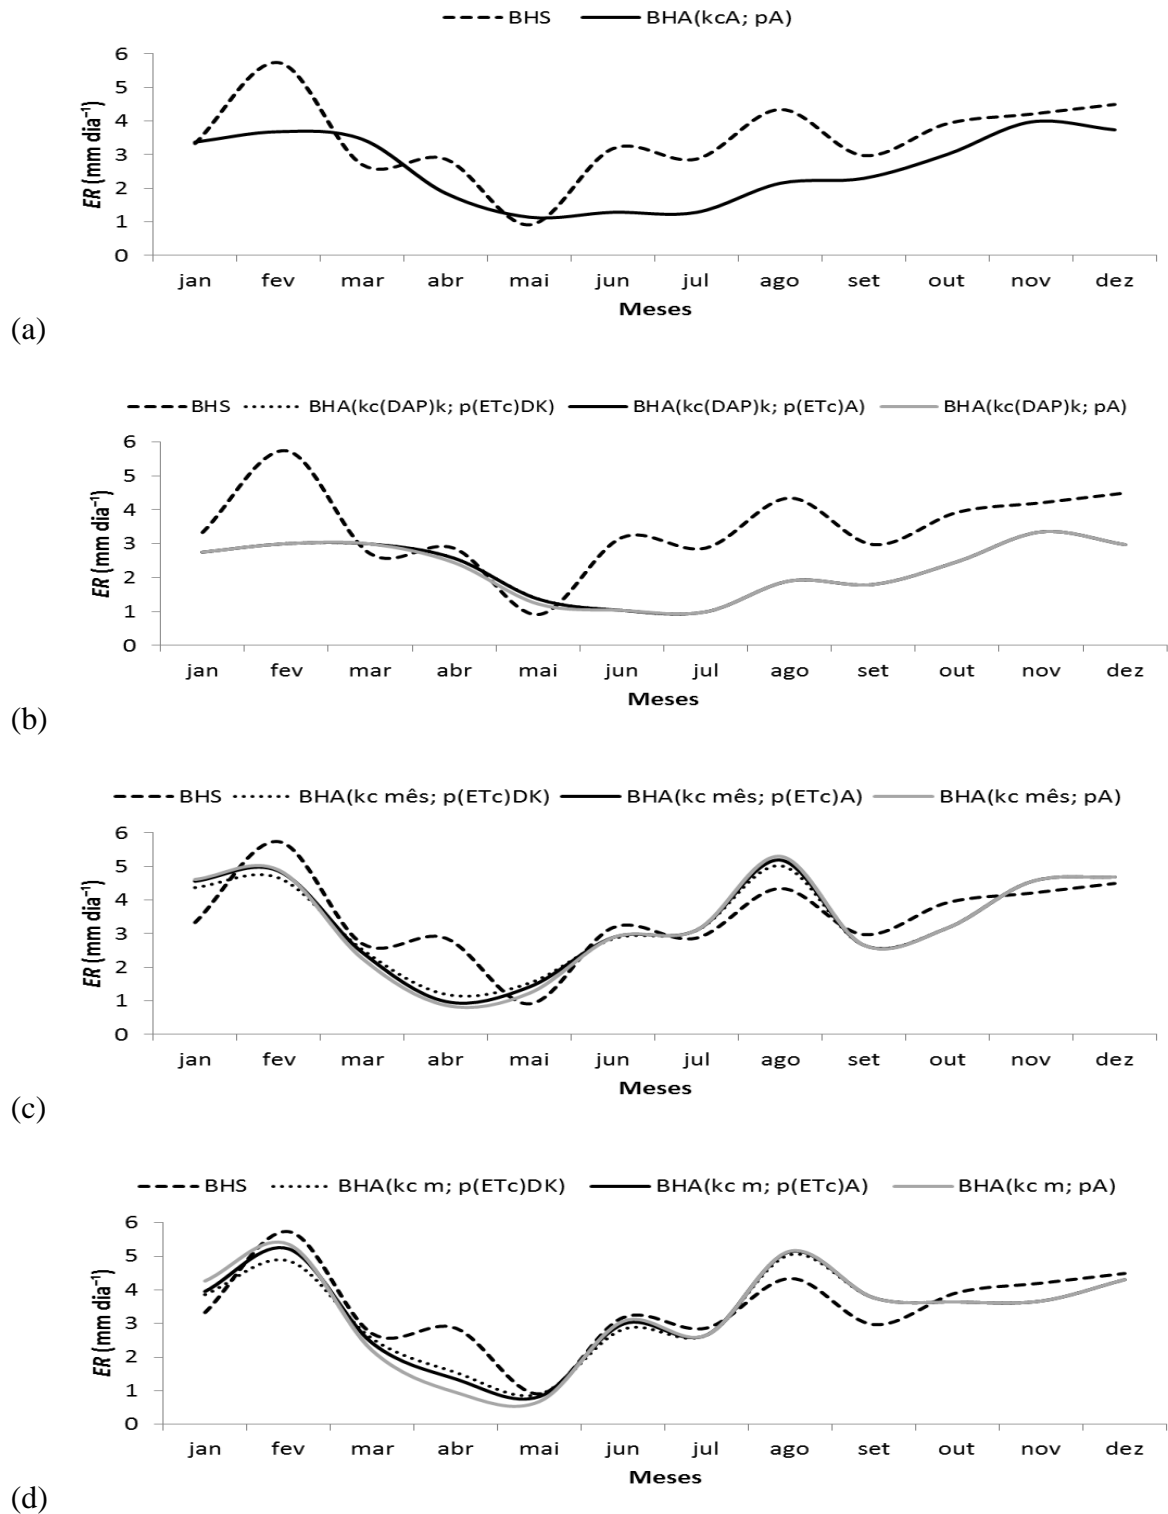 BHS BHA(kcA; pA)
ER (mm dia⁻¹)
6
5
4
3
2
1
0
jan fev mar abr mai jun jul ago set out nov dez
Meses
(a)
BHS BHA(kc(DAP)k; p(ETc)DK) BHA(kc(DAP)k; p(ETc)A) BHA(kc(DAP)k; pA)
ER (mm dia⁻¹)
6
5
4
3
2
1
0
jan fev mar abr mai jun jul ago set out nov dez
Meses
(b)
BHS BHA(kc mês; p(ETc)DK) BHA(kc mês; p(ETc)A) BHA(kc mês; pA)
ER (mm dia⁻¹)
6
5
4
3
2
1
0
jan fev mar abr mai jun jul ago set out nov dez
Meses
(c)
BHS BHA(kc m; p(ETc)DK) BHA(kc m; p(ETc)A) BHA(kc m; pA)
ER (mm dia⁻¹)
6
5
4
3
2
1
0
jan fev mar abr mai jun jul ago set out nov dez
Meses
(d)